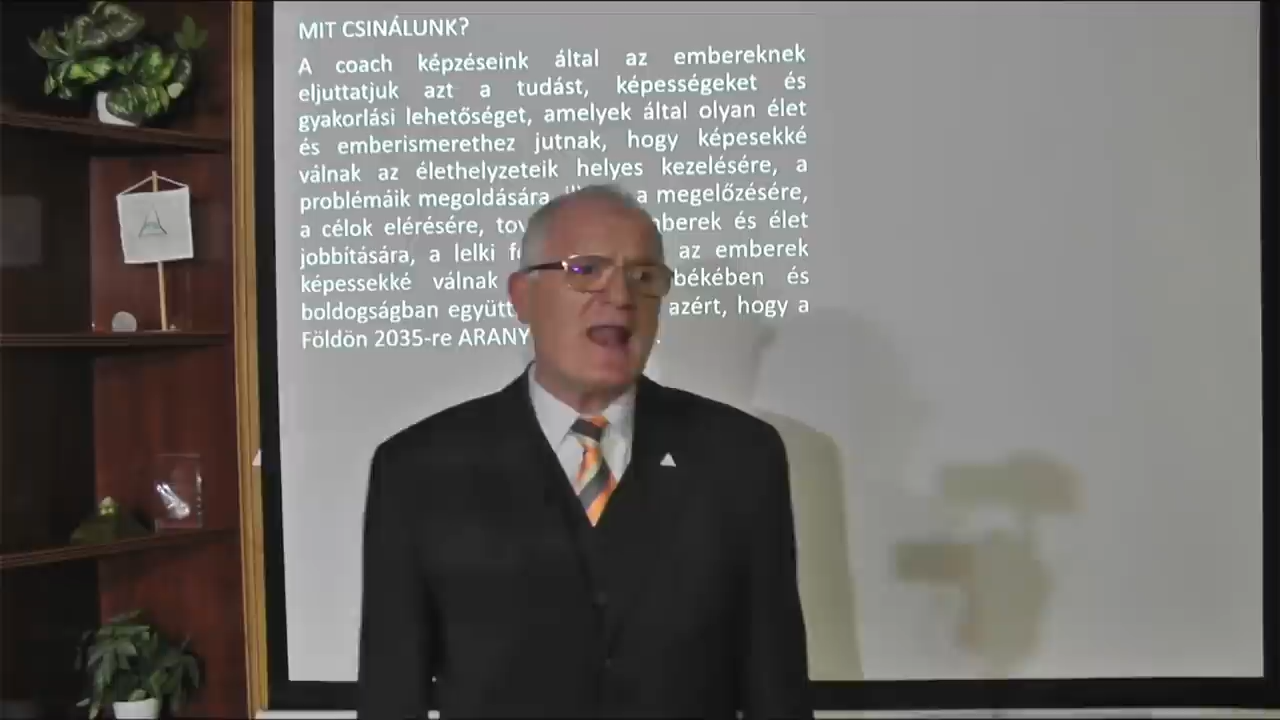 MIT CSINÁLUNK?
A coach képzéseink által az embereknek
eljuttatjuk azt a tudást, képességeket és
gyakorlási lehetőséget, amelyek által olyan élet
és emberismerethez jutnak, hogy képesekké
válnak az élethelyzeteik helyes kezelésére, a
problémáik megoldására a megelőzésére,
a célok elérésére, és élet
jobbítására, a lelki az emberek
képessekké válnak békében és
boldogságban azért, hogy a
Földön 2035-re ARANY